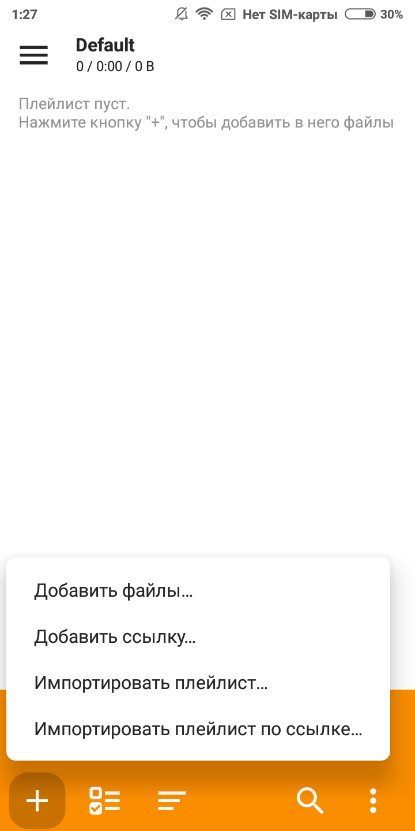 1:27 Нет SIM-карты 30%
Default
0 / 0:00 / 0 B
Плейлист пуст.
Нажмите кнопку "+", чтобы добавить в него файлы
Добавить файлы...
Добавить ссылку...
Импортировать плейлист...
Импортировать плейлист по ссылке...